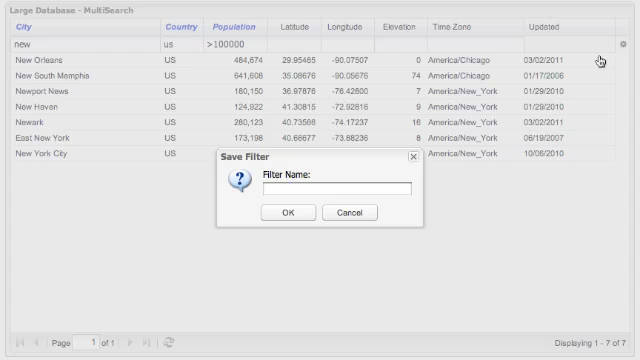 Large Database - MultiSearch
City Country Population Latitude Longitude Elevation Time Zone Updated
new us >100000
New Orleans US 484,674 29.95465 -90.07507 0 America/Chicago 03/02/2011
New South Memphis US 641,608 35.08676 -90.05676 74 America/Chicago 01/17/2006
Newport News US 180,150 36.97876 -76.42800 7 America/New_York 01/29/2010
New Haven US 124,922 41.30815 -72.92816 9 America/New_York 01/29/2010
Newark US 280,123 40.73566 -74.17237 16 America/New_York 03/02/2011
East New York US 173,198 40.66677 -73.88236 8 America/New_York 06/19/2007
New York City US America/New_York 10/06/2010
Save Filter
Filter Name:
OK Cancel
Page 1 of 1 Displaying 1 - 7 of 7